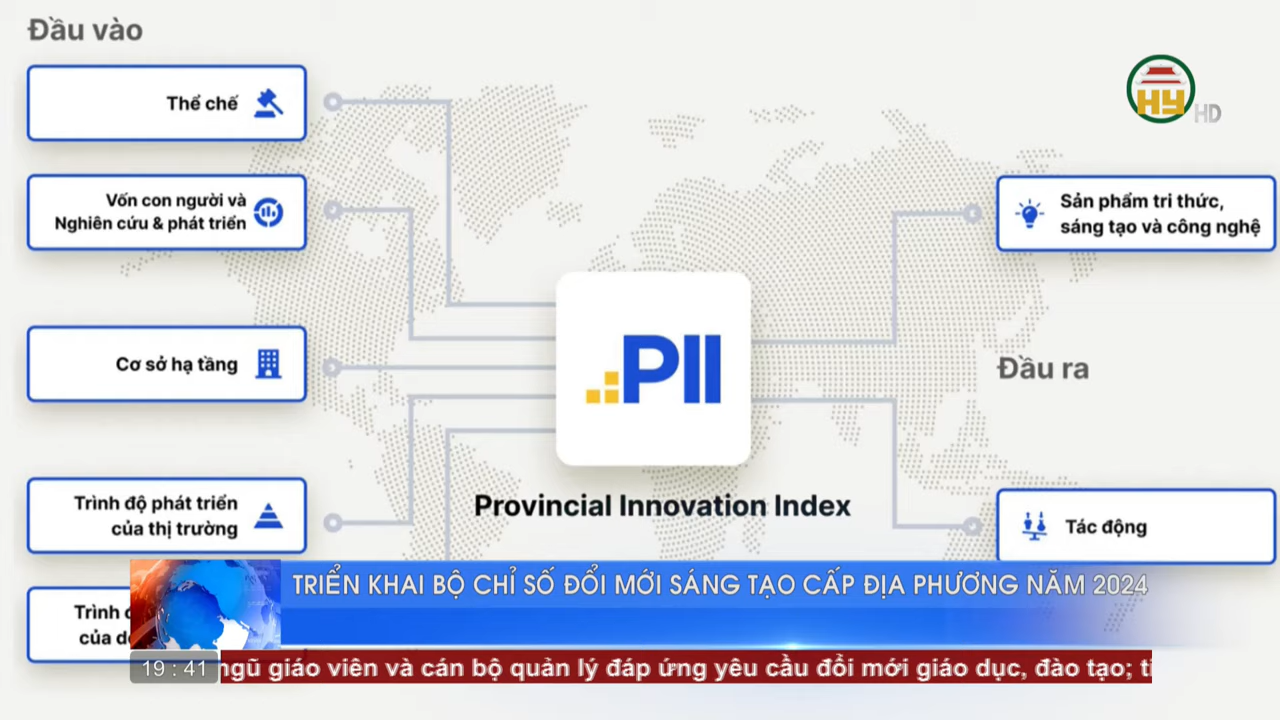 Đầu vào
Thể chế
Vốn con người và
Nghiên cứu & phát triển
Cơ sở hạ tầng
Trình độ phát triển
của thị trường
Trình
của
PII
Provincial Innovation Index
HY HD
Sản phẩm tri thức,
sáng tạo và công nghệ
Đầu ra
Tác động
TRIỂN KHAI BỘ CHỈ SỐ ĐỔI MỚI SÁNG TẠO CẤP ĐỊA PHƯƠNG NĂM 2024
19:41 ngũ giáo viên và cán bộ quản lý đáp ứng yêu cầu đổi mới giáo dục, đào tạo;